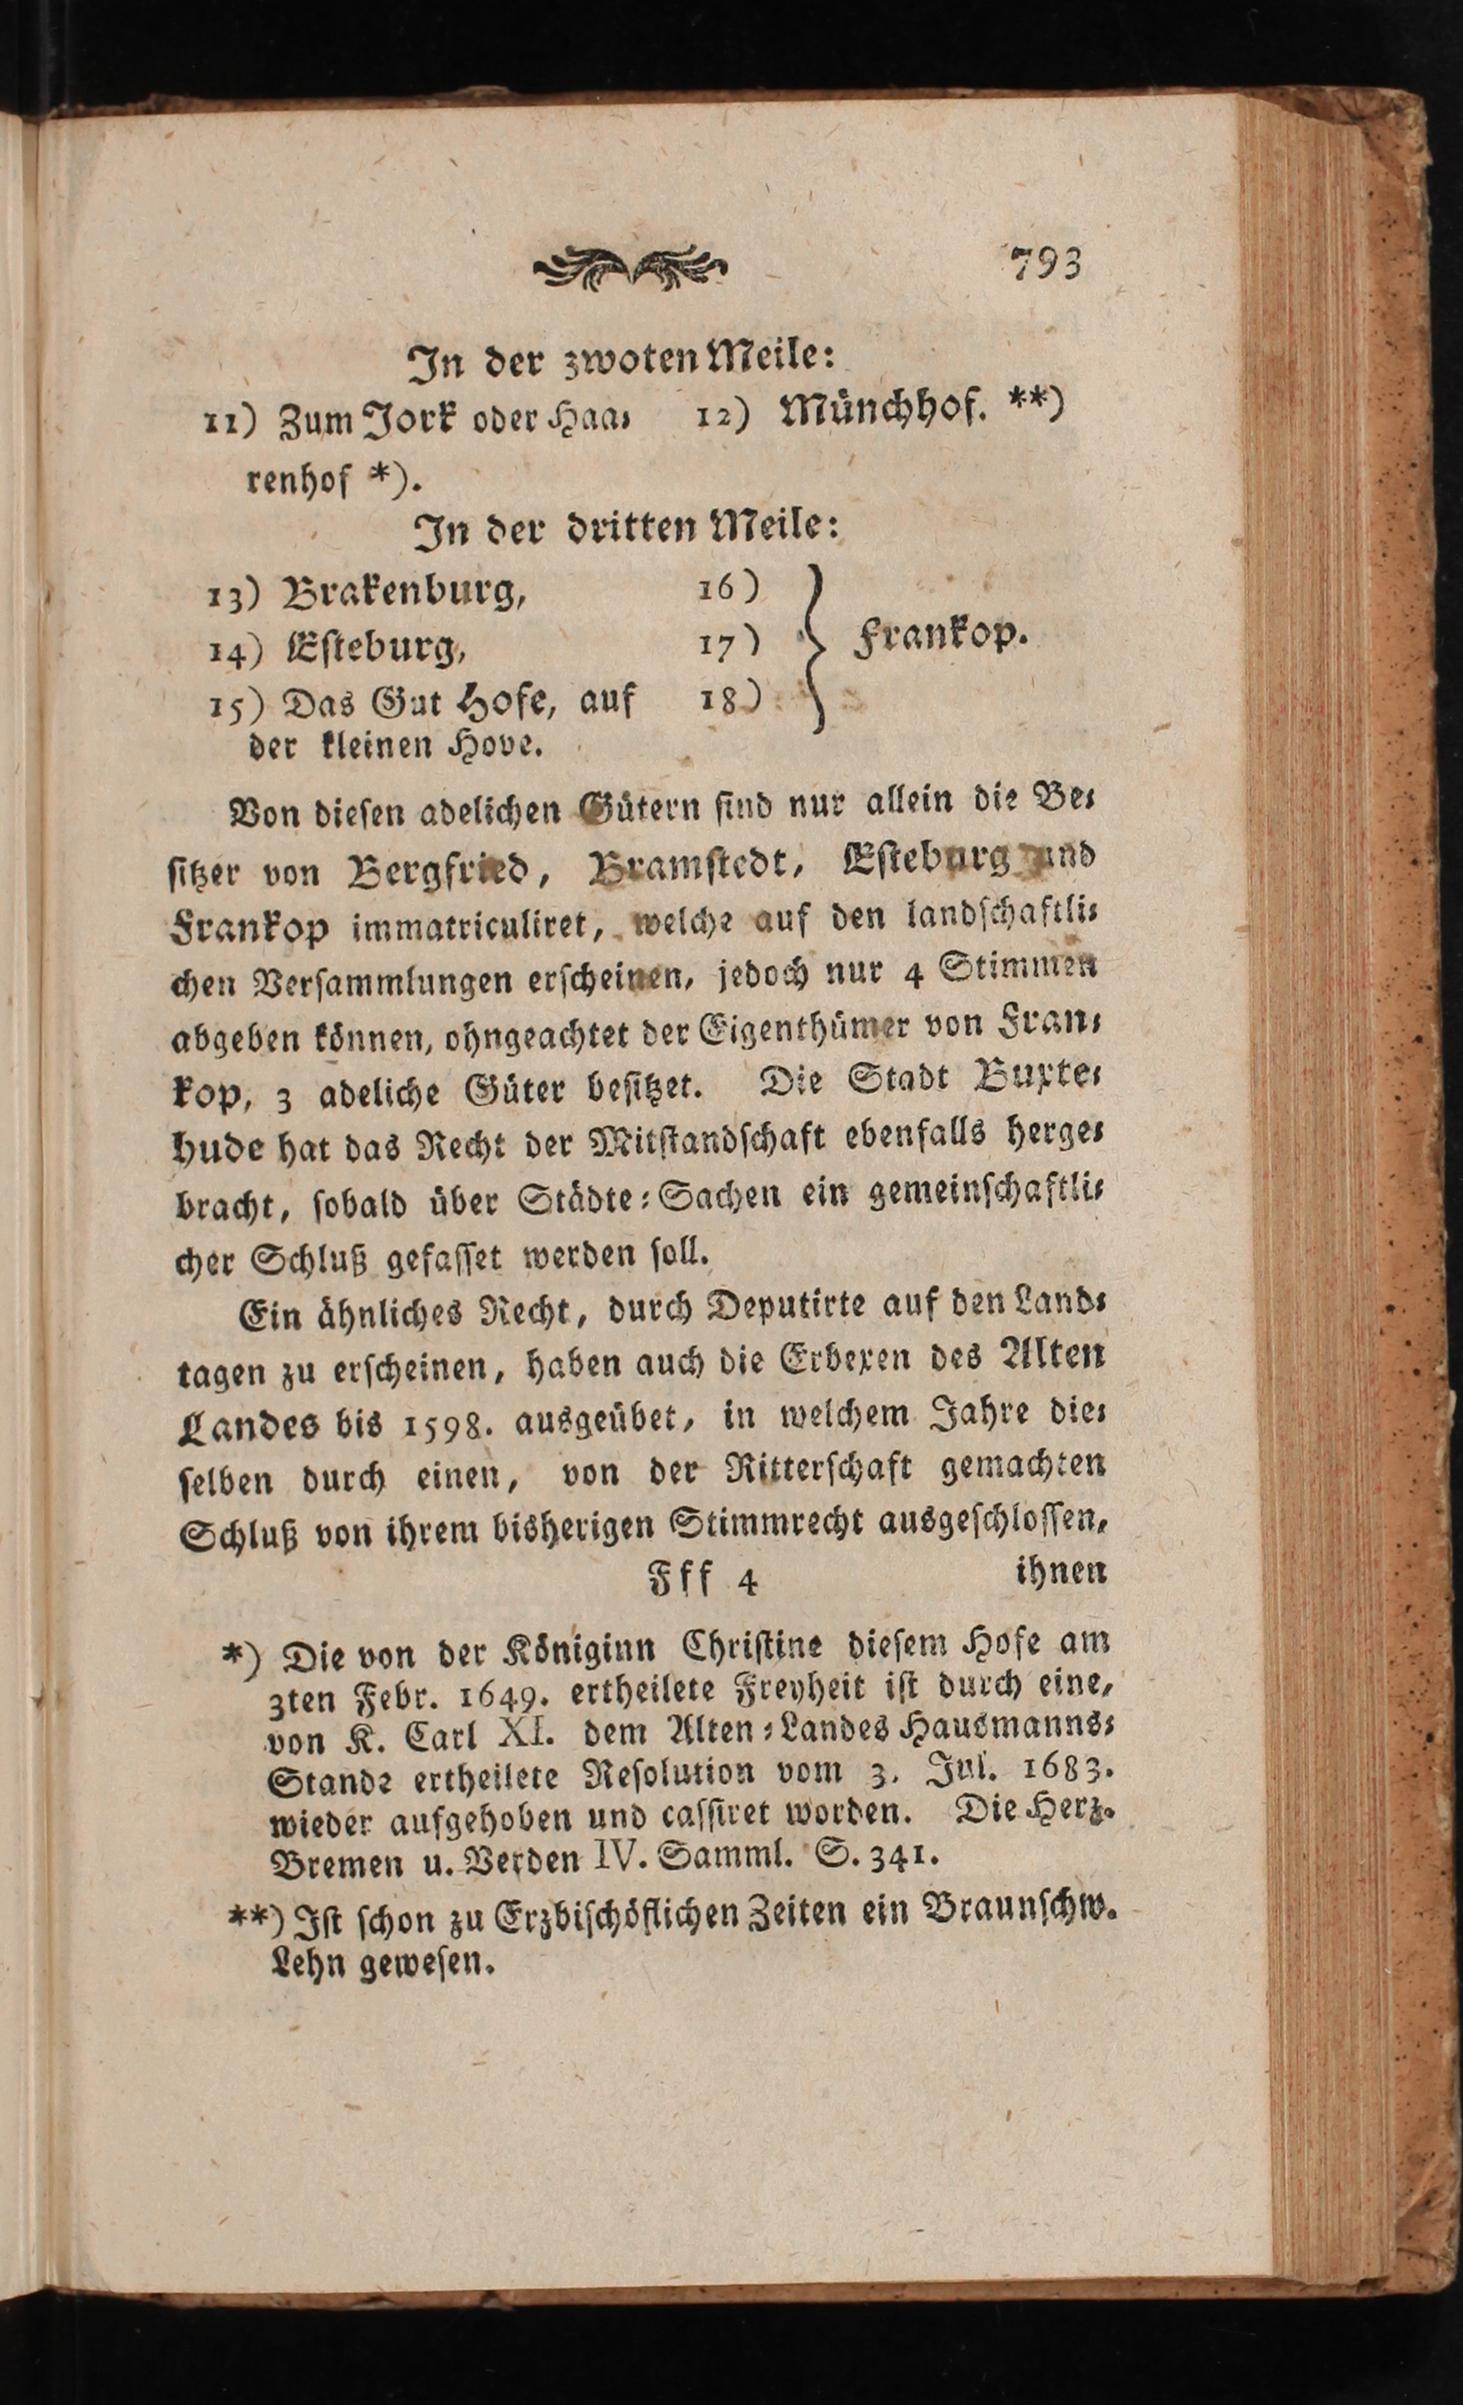 793
In der zwoten Meile:
11) Zum Jork oder Haa⸗ 12) Münchhof. **)
renhof *).
In der dritten Meile:
13) Brakenburg, 16)
14) Eſteburg, 17) } Frankop.
15) Das Gut Hofe, auf 18)
der kleinen Hove.
Von dieſen adelichen Gütern ſind nur allein die Be⸗
ſitzer von Bergfried, Bramſtedt, Eſteburg und
Frankop immatriculiret, welche auf den landſchaftli⸗
chen Verſammlungen erſcheinen, jedoch nur 4 Stimmen
abgeben können, ohngeachtet der Eigenthümer von Fran⸗
kop, 3 adeliche Güter beſitzet. Die Stadt Buxte⸗
hude hat das Recht der Mitſtandſchaft ebenfalls herge⸗
bracht, ſobald über Städte⸗Sachen ein gemeinſchaftli⸗
cher Schluß gefaſſet werden ſoll.
Ein ähnliches Recht, durch Deputirte auf den Land⸗
tagen zu erſcheinen, haben auch die Erbexen des Alten
Landes bis 1598. ausgeübet, in welchem Jahre die⸗
ſelben durch einen, von der Ritterſchaft gemachten
Schluß von ihrem bisherigen Stimmrecht ausgeſchloſſen,
Fff 4 ihnen
*) Die von der Königinn Chriſtine dieſem Hofe am
3ten Febr. 1649. ertheilete Freyheit iſt durch eine,
von K. Carl XI. dem Alten⸗Landes Hausmanns⸗
Stande ertheilete Reſolution vom 3. Jul. 1683.
wieder aufgehoben und caſſiret worden. Die Herz.
Bremen u. Verden IV. Samml. S. 341.
**) Iſt ſchon zu Erzbiſchöflichen Zeiten ein Braunſchw.
Lehn geweſen.